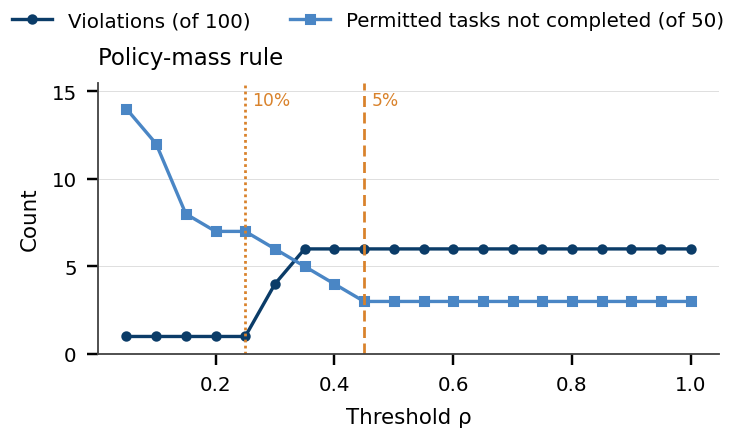 Violations (of 100)
Permitted tasks not completed (of 50)
Policy-mass rule
15
10
5
0
Count
10%
5%
0.2
0.4
0.6
0.8
1.0
Threshold ρ